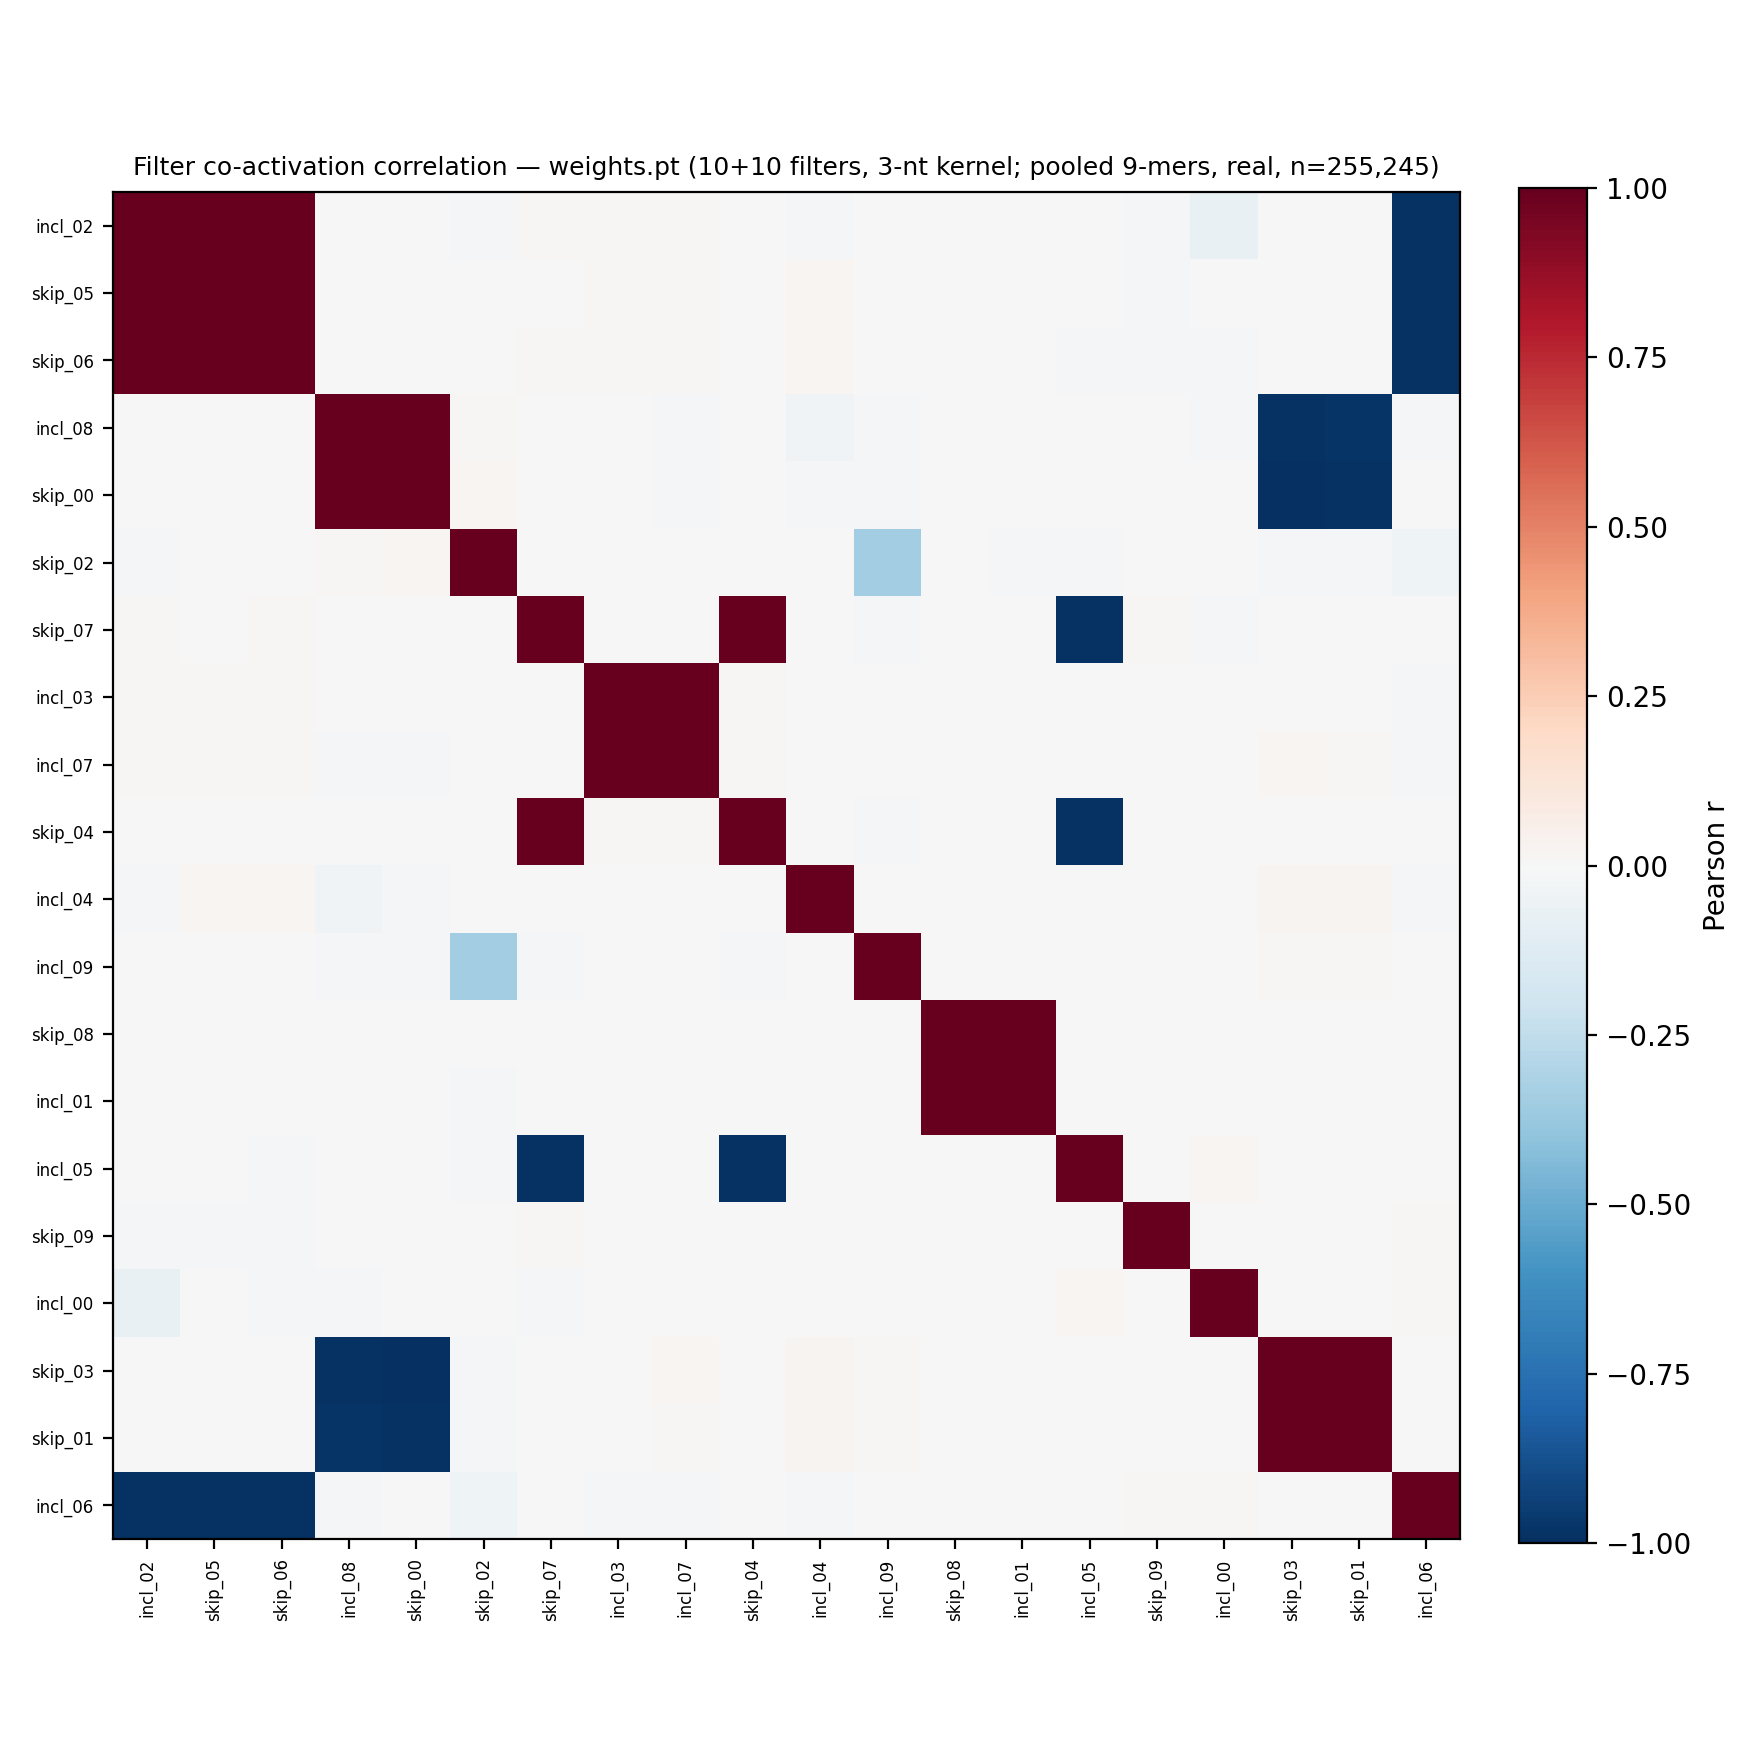 Filter co-activation correlation — weights.pt (10+10 filters, 3-nt kernel; pooled 9-mers, real, n=255,245)
incl_02
skip_05
skip_06
incl_08
skip_00
skip_02
skip_07
incl_03
incl_07
skip_04
incl_04
incl_09
skip_08
incl_01
incl_05
skip_09
incl_00
skip_03
skip_01
incl_06
incl_02
skip_05
skip_06
incl_08
skip_00
skip_02
skip_07
incl_03
incl_07
skip_04
incl_04
incl_09
skip_08
incl_01
incl_05
skip_09
incl_00
skip_03
skip_01
incl_06
1.00
0.75
0.50
0.25
0.00
−0.25
−0.50
−0.75
−1.00
Pearson r